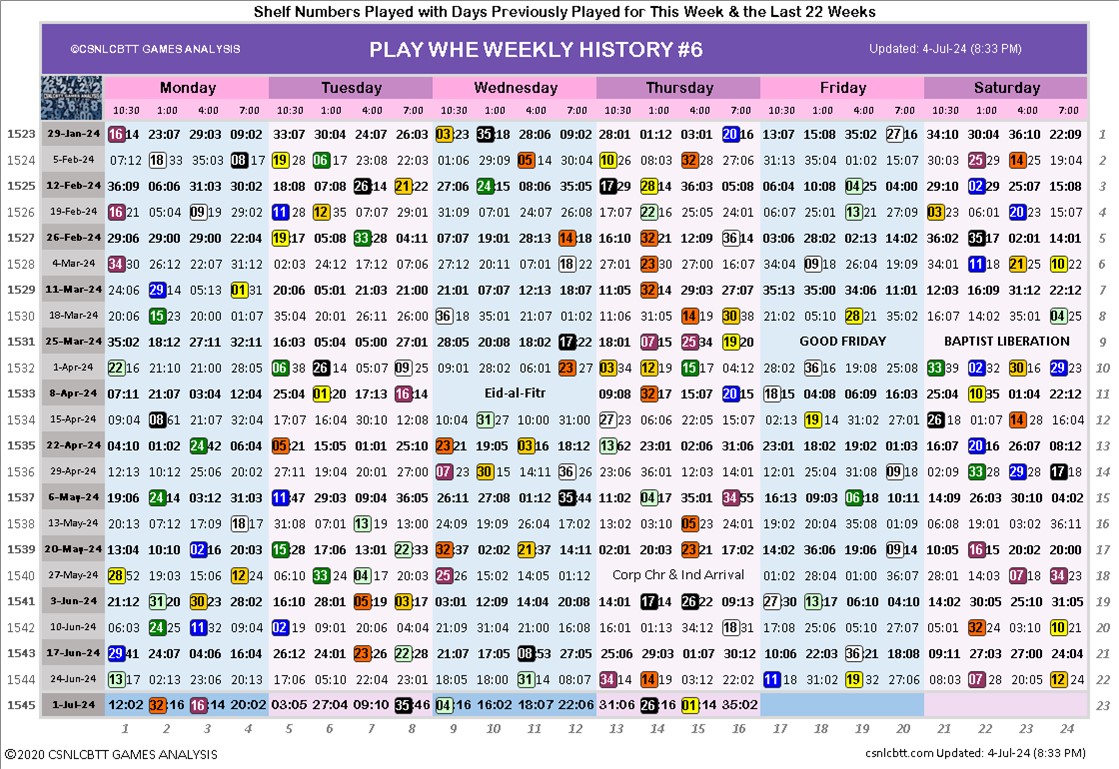 Shelf Numbers Played with Days Previously Played for This Week & the Last 22 Weeks
©CSNLCBTT GAMES ANALYSIS PLAY WHE WEEKLY HISTORY #6 Updated: 4-Jul-24 (8:33 PM)
Monday Tuesday Wednesday Thursday Friday Saturday
10:30 1:00 4:00 7:00 10:30 1:00 4:00 7:00 10:30 1:00 4:00 7:00 10:30 1:00 4:00 7:00 10:30 1:00 4:00 7:00 10:30 1:00 4:00 7:00
1523 29-Jan-24 16:14 23:07 29:03 09:02 33:07 30:04 24:07 26:03 03:23 35:18 28:06 09:02 28:01 01:12 03:01 20:16 13:07 15:08 35:02 27:16 34:10 30:04 36:10 22:09 1
1524 5-Feb-24 07:12 18:33 35:03 08:17 19:28 06:17 23:08 22:03 01:06 29:09 11:14 30:04 10:26 08:03 32:28 27:06 31:13 35:04 01:02 15:07 30:03 25:29 14:25 19:04 2
1525 12-Feb-24 36:09 06:06 31:03 30:02 18:08 07:08 26:14 21:22 27:06 24:15 08:06 35:05 17:29 28:14 36:03 05:08 06:04 10:08 04:25 04:00 29:10 02:29 25:07 15:08 3
1526 19-Feb-24 16:21 05:04 09:19 29:02 11:28 12:35 07:07 29:01 31:09 07:01 24:07 26:08 17:07 22:16 25:05 24:01 06:07 25:01 13:21 27:09 03:23 06:01 20:23 15:07 4
1527 26-Feb-24 29:06 29:00 29:00 22:04 19:17 05:08 33:28 04:11 07:07 19:01 28:13 14:18 16:10 32:21 12:09 36:14 03:06 28:02 02:13 14:02 36:02 35:17 02:01 14:01 5
1528 4-Mar-24 34:30 26:12 22:07 31:12 02:03 24:12 17:12 07:06 27:12 20:11 07:01 18:22 27:01 23:30 12:06 07:03 34:04 09:18 26:04 19:09 34:01 11:18 21:25 10:22 6
1529 11-Mar-24 24:06 29:14 05:13 01:31 20:06 05:01 21:03 21:00 21:01 07:07 12:13 18:07 11:05 32:14 29:03 27:07 35:13 35:00 34:06 11:01 12:03 16:09 31:12 22:12 7
1530 18-Mar-24 20:06 15:23 20:00 01:07 35:04 20:01 28:09 20:01 36:18 35:01 21:07 01:02 11:06 35:01 14:19 30:38 21:02 05:10 28:21 35:02 16:07 14:02 35:01 04:25 8
1531 25-Mar-24 35:02 18:12 27:11 32:11 16:03 05:04 05:00 27:01 28:05 20:08 18:08 17:22 18:01 07:15 25:34 19:20 GOOD FRIDAY BAPTIST LIBERATION 9
1532 1-Apr-24 22:16 21:10 21:00 28:05 06:38 26:14 05:07 09:25 09:01 28:02 06:01 23:27 03:34 12:19 15:17 04:12 28:01 36:16 19:08 28:01 33:39 02:32 30:16 29:23 10
1533 8-Apr-24 07:11 21:07 03:04 12:04 25:04 01:20 17:13 16:14 Eid-al-Fitr 09:08 32:17 15:07 20:15 18:15 04:08 06:09 16:03 25:04 10:35 01:04 22:12 11
1534 15-Apr-24 09:04 08:61 21:07 03:05 17:07 16:04 30:10 12:08 10:04 31:27 10:00 31:00 27:23 06:12 22:05 15:07 02:13 19:14 20:07 27:01 26:18 01:07 14:28 16:04 12
1535 22-Apr-24 04:10 01:02 24:42 06:04 05:21 15:05 01:01 25:10 23:21 19:05 03:16 18:12 13:62 23:01 02:06 31:06 23:01 18:02 19:02 01:03 16:07 20:16 26:07 08:12 13
1536 29-Apr-24 12:13 10:12 25:06 20:02 27:11 19:04 20:01 27:00 07:23 30:15 14:11 36:26 23:06 36:01 12:03 14:01 12:01 25:04 31:08 09:18 02:09 33:28 29:28 17:18 14
1537 6-May-24 19:06 24:14 03:12 31:03 11:47 29:03 09:04 36:05 26:11 27:08 01:12 35:44 11:02 04:17 35:01 34:55 16:13 09:03 06:18 10:11 14:09 26:03 30:10 04:02 15
1538 13-May-24 20:13 07:12 17:09 18:17 31:08 07:01 13:19 13:00 24:09 19:09 26:04 17:02 13:02 03:10 05:23 24:01 19:02 20:04 35:08 01:09 06:08 19:01 03:02 36:11 16
1539 20-May-24 13:04 10:10 02:16 20:03 15:28 17:06 13:01 22:33 32:37 02:02 21:37 14:11 02:01 20:03 23:21 17:02 14:02 36:06 19:06 09:14 10:05 16:15 20:02 20:00 17
1540 27-May-24 28:52 19:03 15:06 12:24 06:10 33:24 04:17 20:03 25:26 15:02 14:05 01:12 Corp Chr & Ind Arrival 01:02 28:04 01:00 36:07 28:01 14:03 07:18 34:23 18
1541 3-Jun-24 21:12 31:20 30:23 28:02 16:10 28:01 05:19 03:17 03:01 12:09 14:04 20:08 14:01 17:14 26:22 09:13 27:30 13:17 06:10 04:10 14:02 30:05 25:10 31:05 19
1542 10-Jun-24 06:03 24:25 11:32 09:04 02:19 09:01 20:06 04:04 21:09 31:04 21:00 16:08 16:01 01:13 34:12 18:31 17:08 25:06 05:10 27:07 05:01 32:24 03:10 10:21 20
1543 17-Jun-24 29:41 24:07 04:06 16:04 26:12 24:01 23:26 22:28 21:07 17:05 08:53 27:05 25:06 29:03 01:07 30:12 10:06 22:03 36:21 18:08 09:11 27:03 27:00 24:04 21
1544 24-Jun-24 13:17 02:13 23:06 20:13 17:06 05:10 22:04 23:01 18:05 18:00 31:14 08:07 34:14 14:19 03:12 22:02 11:18 31:08 19:32 27:06 08:03 07:28 20:05 12:24 22
1545 1-Jul-24 12:02 32:16 16:14 20:02 03:05 27:04 09:10 35:46 04:16 16:02 18:07 22:06 31:06 26:16 01:14 35:02 23
1 2 3 4 5 6 7 8 9 10 11 12 13 14 15 16 17 18 19 20 21 22 23 24
©2020 CSNLCBTT GAMES ANALYSIS csnlcbtt.com Updated: 4-Jul-24 (8:33 PM)